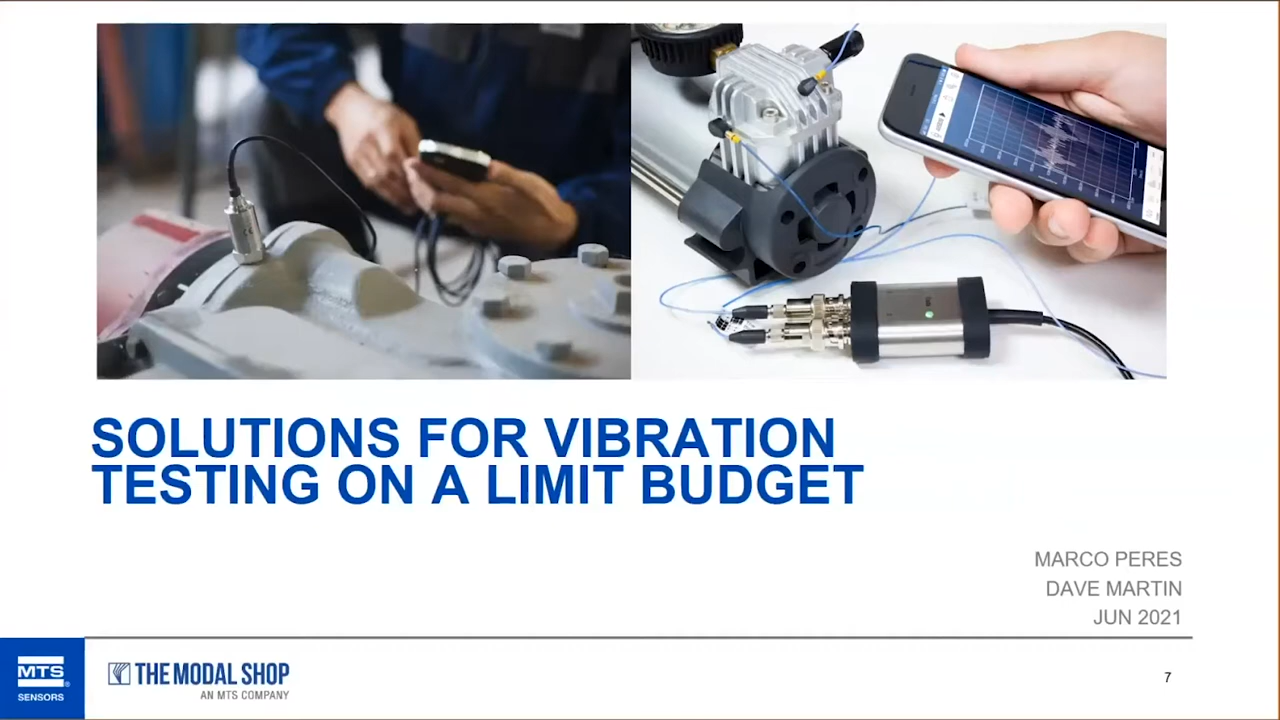 SOLUTIONS FOR VIBRATION
TESTING ON A LIMIT BUDGET
MARCO PERES
DAVE MARTIN
JUN 2021
MTS
SENSORS
THE MODAL SHOP
AN MTS COMPANY
7